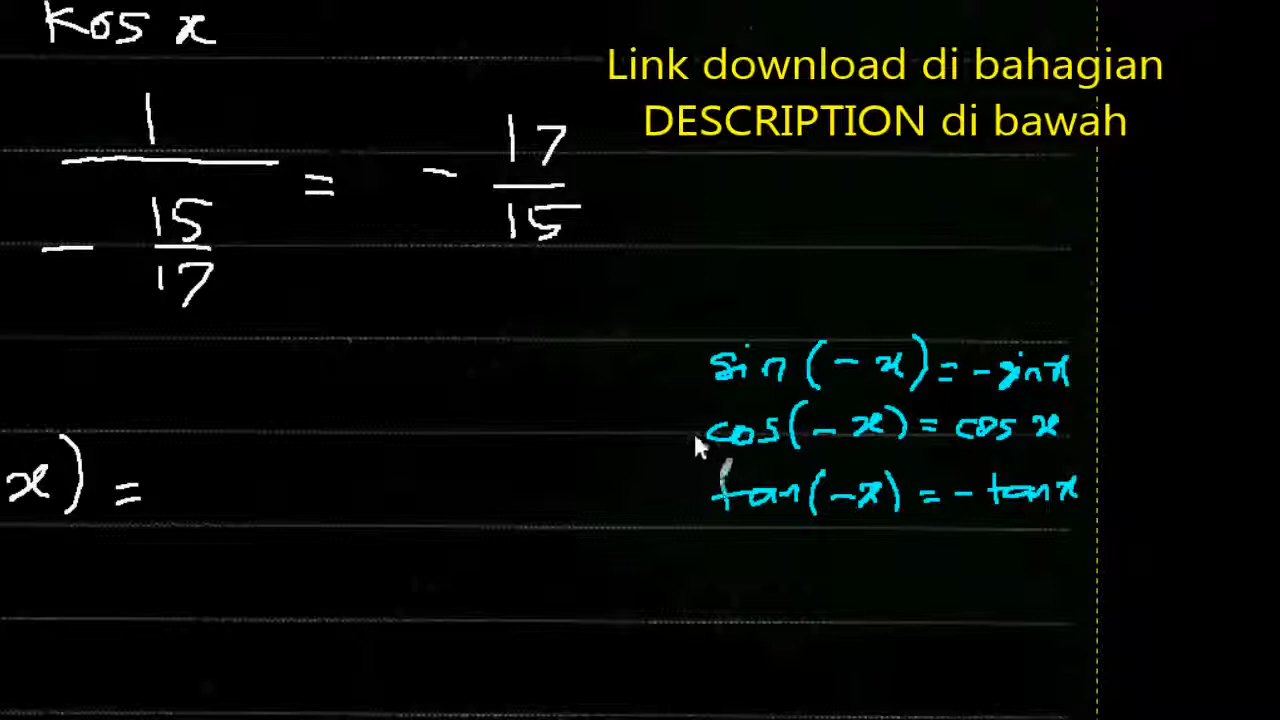 kos x
Link download di bahagian
DESCRIPTION di bawah
1
= - 17
15
- 15
17
sin(-x) = -sin x
cos(-x) = cos x
x) =
tan(-x) = - tan x